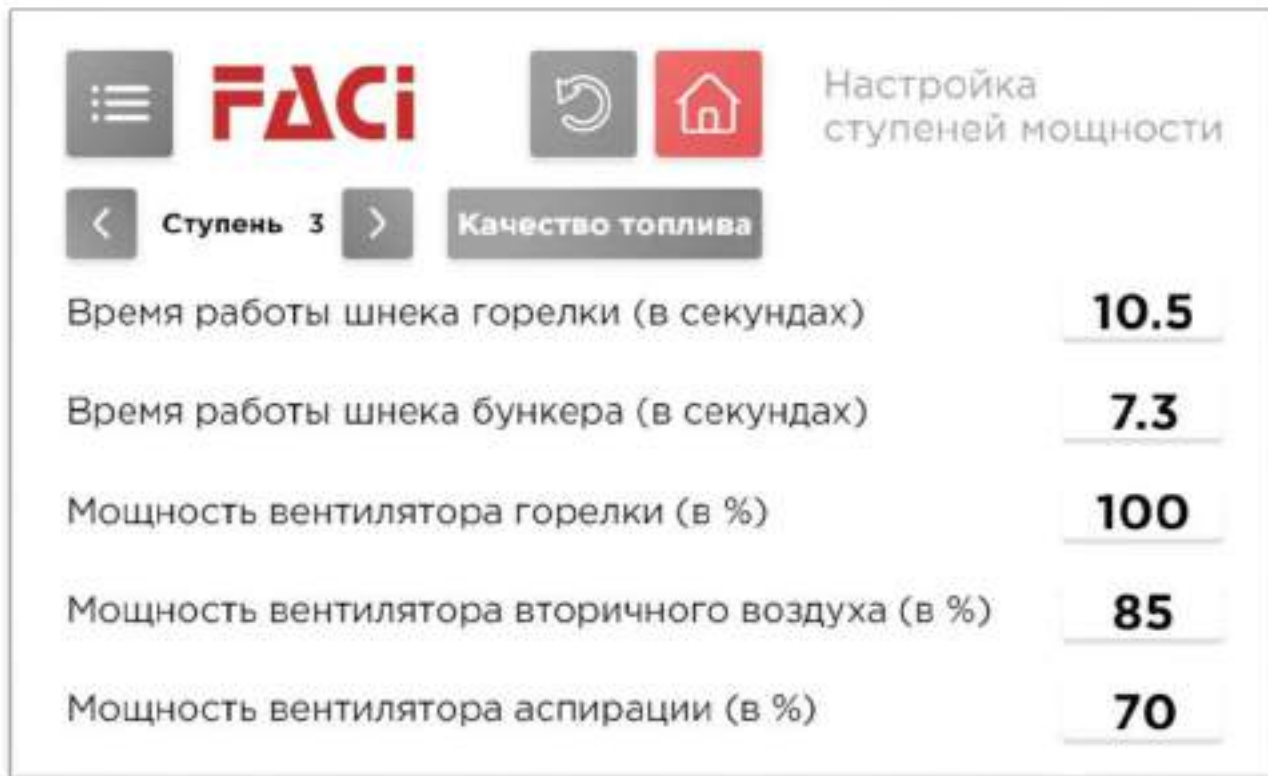 FACI
Настройка
ступеней мощности
Ступень 3
Качество топлива
Время работы шнека горелки (в секундах) 10.5
Время работы шнека бункера (в секундах) 7.3
Мощность вентилятора горелки (в %) 100
Мощность вентилятора вторичного воздуха (в %) 85
Мощность вентилятора аспирации (в %) 70